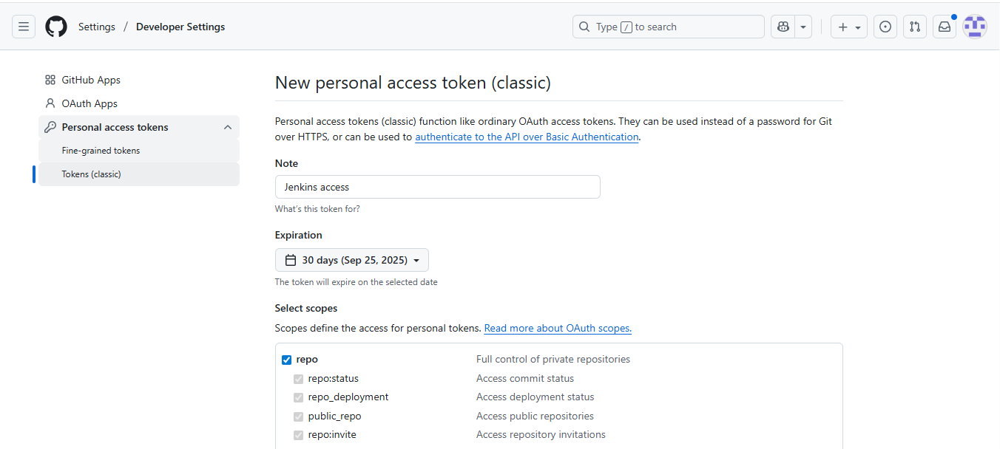 Settings / Developer Settings
Type / to search
GitHub Apps
OAuth Apps
Personal access tokens
Fine-grained tokens
Tokens (classic)
New personal access token (classic)
Personal access tokens (classic) function like ordinary OAuth access tokens. They can be used instead of a password for Git
over HTTPS, or can be used to authenticate to the API over Basic Authentication.
Note
Jenkins access
What's this token for?
Expiration
30 days (Sep 25, 2025)
The token will expire on the selected date
Select scopes
Scopes define the access for personal tokens. Read more about OAuth scopes.
repo Full control of private repositories
repo:status Access commit status
repo_deployment Access deployment status
public_repo Access public repositories
repo:invite Access repository invitations